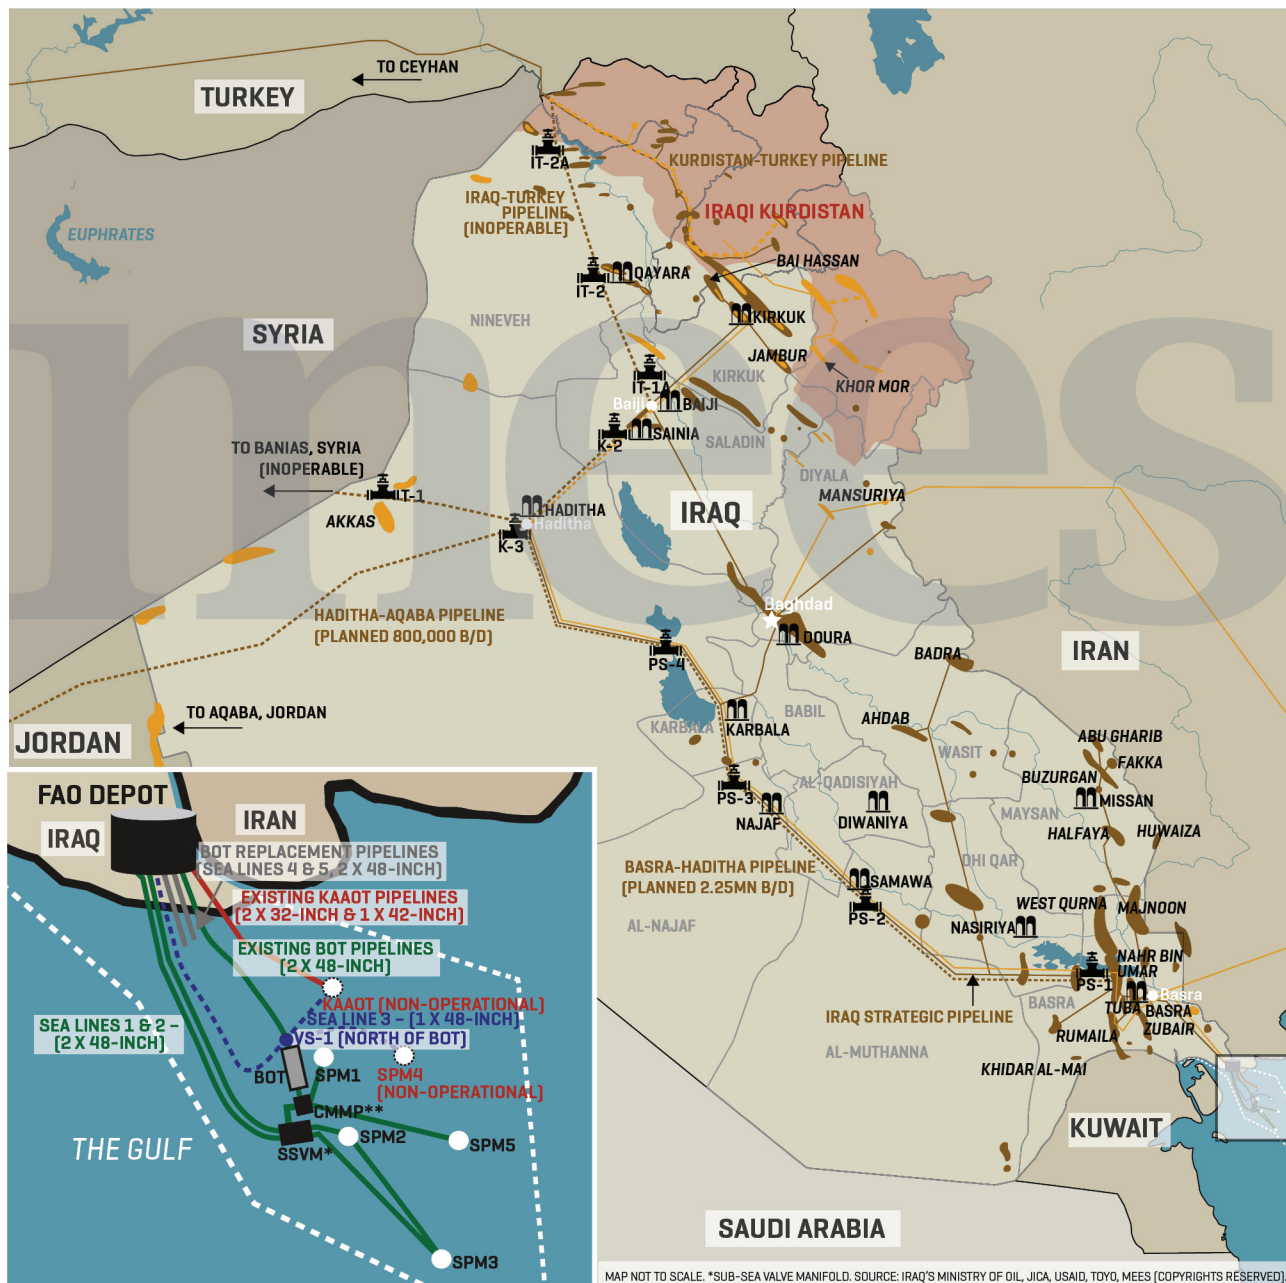 TO CEYHAN
TURKEY
IT-2A
KURDISTAN-TURKEY PIPELINE
IRAQ-TURKEY
PIPELINE
(INOPERABLE)
IRAQI KURDISTAN
EUPHRATES
BAI HASSAN
QAYARA
IT-2
NINEVEH
KIRKUK
SYRIA
JAMBUR
IT-1A
KIRKUK
KHOR MOR
Baiji
BAIJI
SAINIA
K-2
SALADIN
TO BANIAS, SYRIA
(INOPERABLE)
DIYALA
IT-1
MANSURIYA
AKKAS
HADITHA
Haditha
K-3
IRAQ
mees
HADITHA-AQABA PIPELINE
(PLANNED 800,000 B/D)
Baghdad
DOURA
PS-4
BADRA
IRAN
TO AQABA, JORDAN
JORDAN
KARBALA
KARBALA
BABIL
AHDAB
WASIT
ABU GHARIB
FAKKA
BUZURGAN
MISSAN
PS-3
NAJAF
AL-QADISIYAH
DIWANIYA
MAYSAN
HALFAYA
HUWAIZA
DHI QAR
BASRA-HADITHA PIPELINE
(PLANNED 2.25MN B/D)
SAMAWA
PS-2
AL-NAJAF
WEST QURNA
MAJNOON
NASIRIYA
NAHR BIN
UMAR
PS-1
BASRA
Basra
TUBA
BASRA
ZUBAIR
IRAQ STRATEGIC PIPELINE
RUMAILA
AL-MUTHANNA
KHIDAR AL-MAI
KUWAIT
SAUDI ARABIA
FAO DEPOT
IRAQ
IRAN
BOT REPLACEMENT PIPELINES
(SEA LINES 4 & 5, 2 X 48-INCH)
EXISTING KAAOT PIPELINES
(2 X 32-INCH & 1 X 42-INCH)
EXISTING BOT PIPELINES
(2 X 48-INCH)
KAAOT (NON-OPERATIONAL)
SEA LINE 3 – (1 X 48-INCH)
SEA LINES 1 & 2 –
(2 X 48-INCH)
VS-1 (NORTH OF BOT)
BOT
SPM1
SPM4
(NON-OPERATIONAL)
CMMP**
SPM2
SPM5
SSVM*
THE GULF
SPM3
MAP NOT TO SCALE. *SUB-SEA VALVE MANIFOLD. SOURCE: IRAQ'S MINISTRY OF OIL, JICA, USAID, TOYO, MEES (COPYRIGHTS RESERVED)